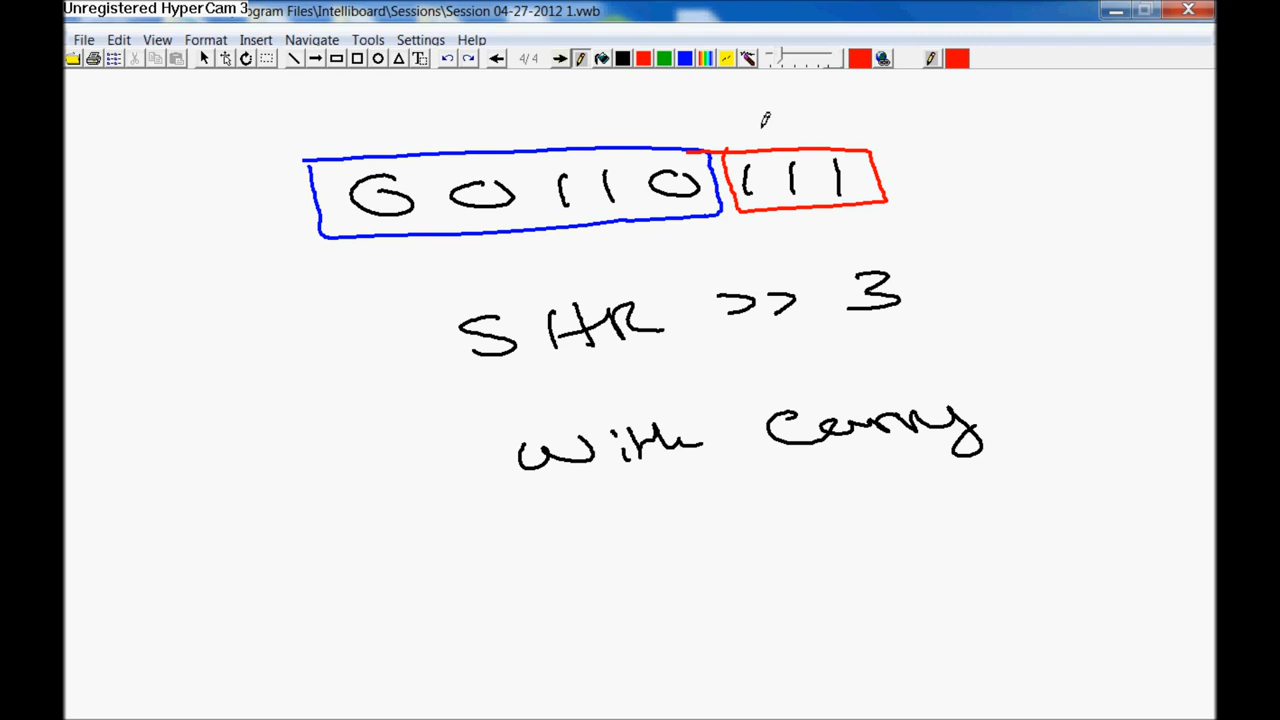 Unregistered HyperCam 3
ogram Files\Intelliboard\Sessions\Session 04-27-2012 1.vwb
File Edit View Format Insert Navigate Tools Settings Help
4/4
00110111
SHR >> 3
With Carry